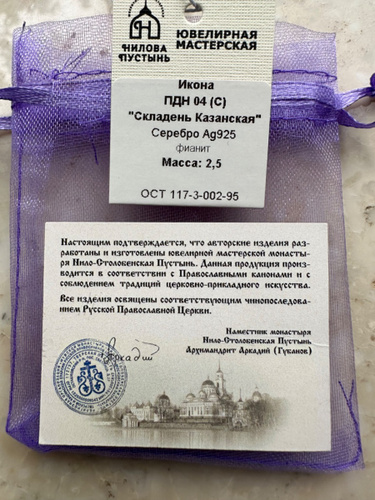 НИЛОВА
ПУСТЫНЬ
ЮВЕЛИРНАЯ
МАСТЕРСКАЯ
Икона
ПДН 04 (С)
"Складень Казанская"
Серебро Ag925
фианит
Масса: 2,5
ОСТ 117-3-002-95
Настоящим подтверждается, что авторские изделия раз-
работаны и изготовлены ювелирной мастерской монасты-
ря Нило-Столобенская Пустынь. Данная продукция произ-
водится в соответствии с Православными канонами и с
соблюдением традиций церковно-прикладного искусства.
Все изделия освящены соответствующим чинопоследова-
нием Русской Православной Церкви.
Наместник монастыря
Нило-Столобенская Пустынь
Архимандрит Аркадий (Губанов)